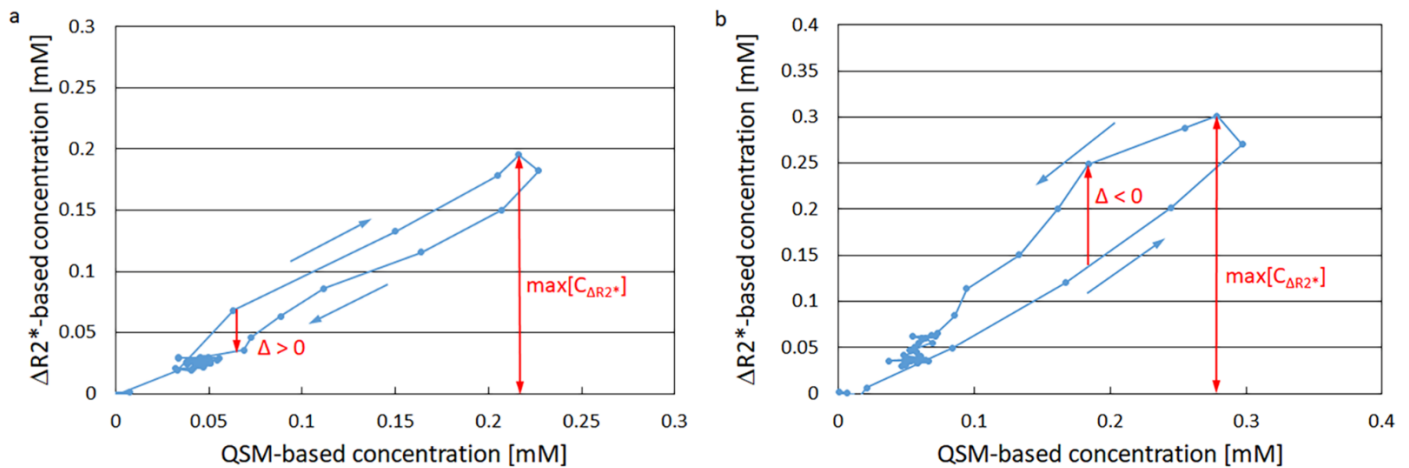 a
ΔR2*-based concentration [mM]
0.3
0.25
0.2
0.15
0.1
0.05
0
Δ > 0
max[CΔR2*]
0
0.05
0.1
0.15
0.2
0.25
0.3
QSM-based concentration [mM]
b
ΔR2*-based concentration [mM]
0.4
0.35
0.3
0.25
0.2
0.15
0.1
0.05
0
Δ < 0
max[CΔR2*]
0
0.1
0.2
0.3
0.4
QSM-based concentration [mM]